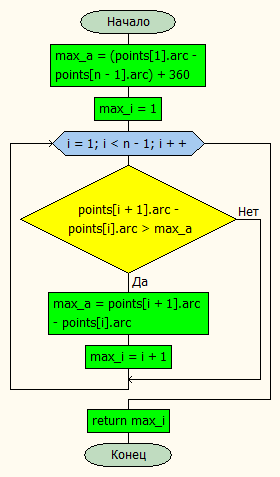 Начало
max_a = (points[1].arc -
points[n - 1].arc) + 360
max_i = 1
i = 1; i < n - 1; i + +
points[i + 1].arc -
points[i].arc > max_a
Нет
Да
max_a = points[i + 1].arc
- points[i].arc
max_i = i + 1
return max_i
Конец